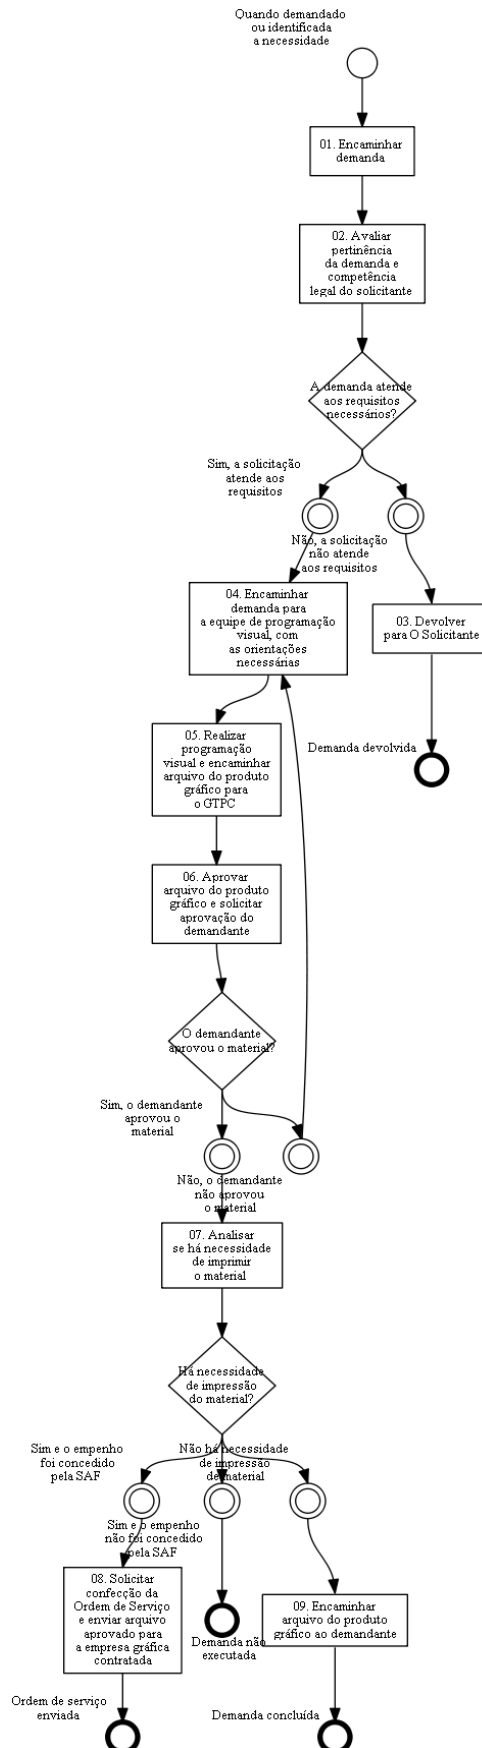 Quando demandado
ou identificada
a necessidade
01. Encaminhar
demanda
02. Avaliar
pertinência
da demanda e
competência
legal do solicitante
A demanda atende
aos requisitos
necessários?
Sim, a solicitação
atende aos
requisitos
Não, a solicitação
não atende
aos requisitos
04. Encaminhar
demanda para
a equipe de programação
visual, com
as orientações
necessárias
03. Devolver
para O Solicitante
05. Realizar
programação
visual e encaminhar
arquivo do produto
gráfico para
o GTPC
Demanda devolvida
06. Aprovar
arquivo do produto
gráfico e solicitar
aprovação do
demandante
O demandante
aprovou o material?
Sim, o demandante
aprovou o
material
Não, o demandante
não aprovou
o material
07. Analisar
se há necessidade
de imprimir
o material
Há necessidade
de impressão
do material?
Sim e o empenho
foi concedido
pela SAF
Não há necessidade
de impressão
de material
Sim e o empenho
não foi concedido
pela SAF
08. Solicitar
confecção da
Ordem de Serviço
e enviar arquivo
aprovado para
a empresa gráfica
contratada
09. Encaminhar
arquivo do produto
gráfico ao demandante
Demanda não
executada
Ordem de serviço
enviada
Demanda concluída